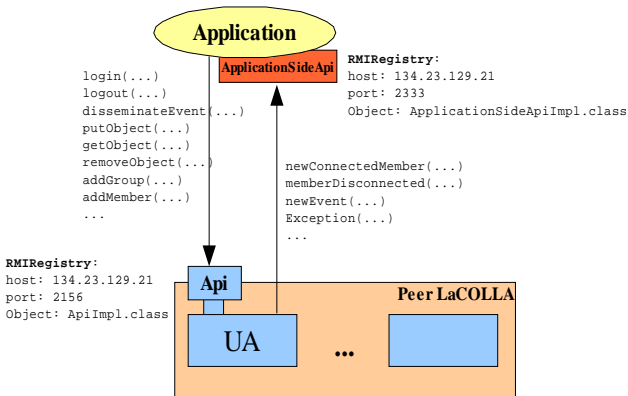 Application
ApplicationSideApi
RMIRegistry:
host: 134.23.129.21
port: 2333
Object: ApplicationSideApiImpl.class
login(...)
logout(...)
disseminateEvent(...)
putObject(...)
getObject(...)
removeObject(...)
addGroup(...)
addMember(...)
...
newConnectedMember(...)
memberDisconnected(...)
newEvent(...)
Exception(...)
...
RMIRegistry:
host: 134.23.129.21
port: 2156
Object: ApiImpl.class
Api
Peer LaCOLLA
UA
...